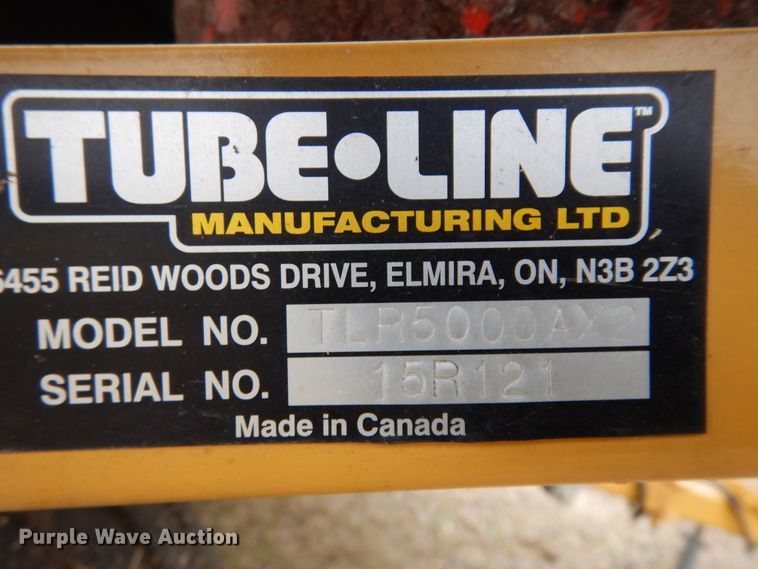 TUBE•LINE™
MANUFACTURING LTD
6455 REID WOODS DRIVE, ELMIRA, ON, N3B 2Z3
MODEL NO. TLR5000AX2
SERIAL NO. 15R121
Made in Canada
Purple Wave Auction